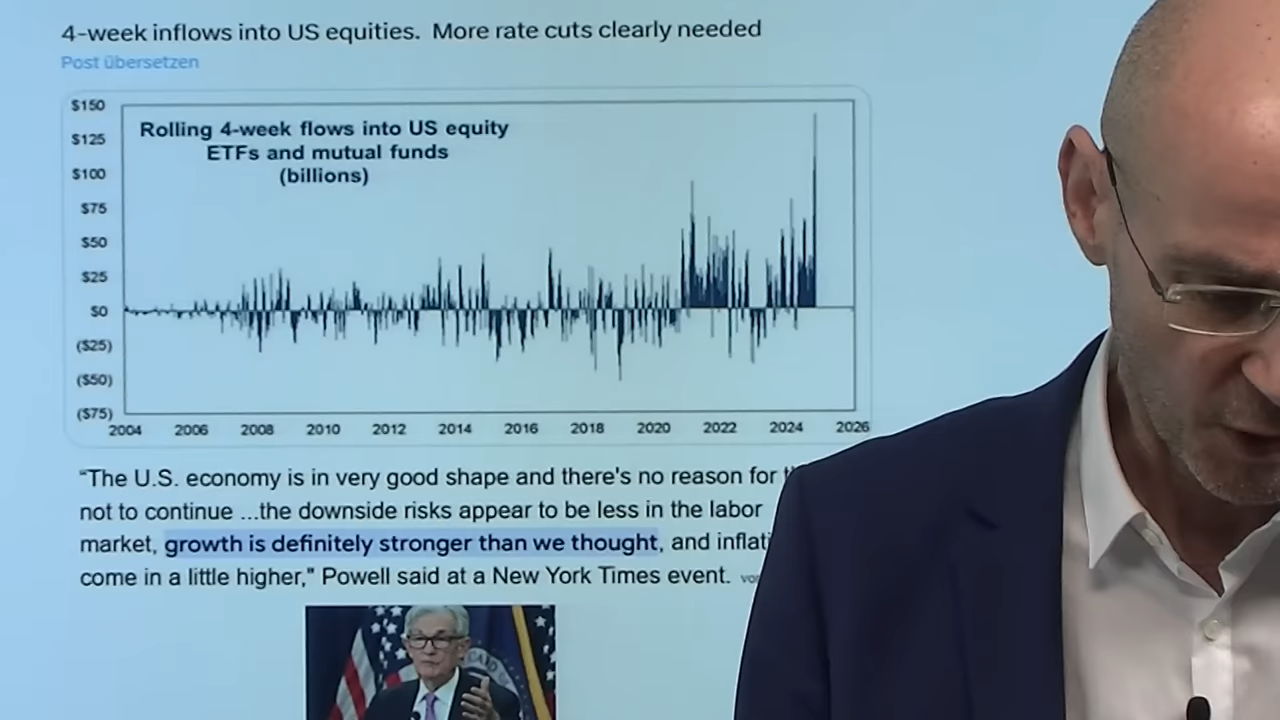 4-week inflows into US equities. More rate cuts clearly needed
Post übersetzen
Rolling 4-week flows into US equity
ETFs and mutual funds
(billions)
$150
$125
$100
$75
$50
$25
$0
($25)
($50)
($75)
2004 2006 2008 2010 2012 2014 2016 2018 2020 2022 2024 2026
"The U.S. economy is in very good shape and there's no reason for
not to continue ...the downside risks appear to be less in the labor
market, growth is definitely stronger than we thought, and
come in a little higher," Powell said at a New York Times event.